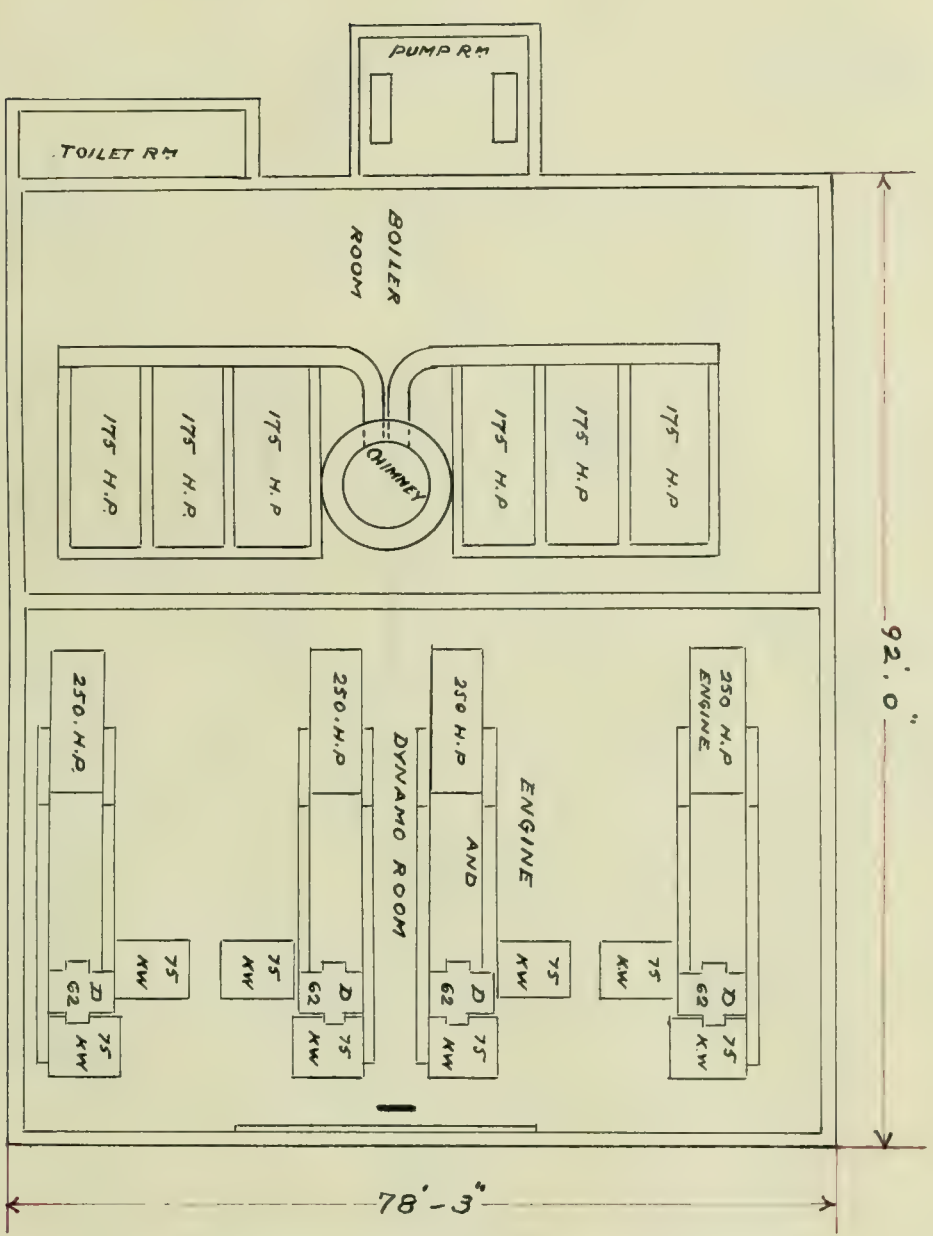 PUMP RM
TOILET RM
BOILER
ROOM
175 H.P.
175 H.P.
175 H.P
CHIMNEY
175 H.P
175 H.P.
175 H.P
92'.0"
250.H.P.
250.H.P
250 H.P
250 H.P
ENGINE
ENGINE
AND
DYNAMO ROOM
75
KW
75
KW
75
KW
75
KW
D
62
D
62
D
62
D
62
75
KW
75
KW
75
KW
75
K.W
78'-3"